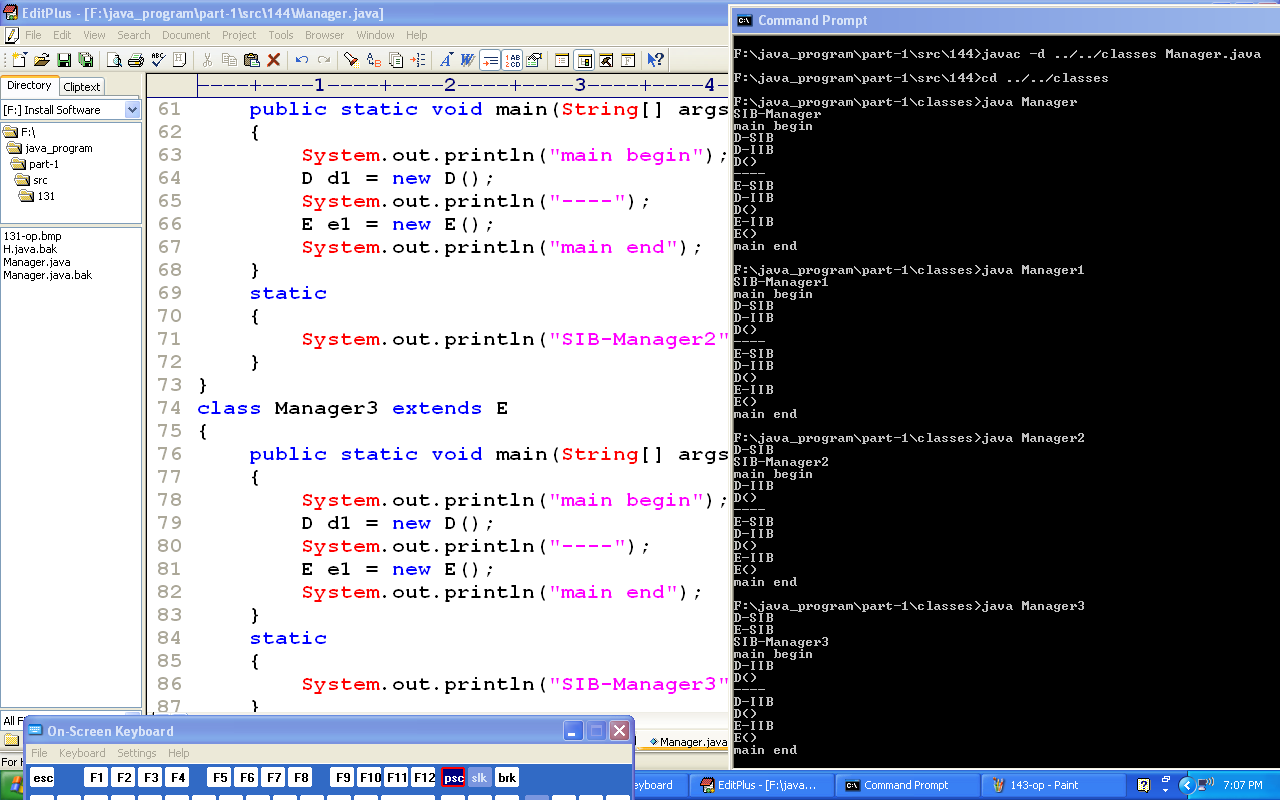 EditPlus - [F:\java_program\part-1\src\144\Manager.java]
File Edit View Search Document Project Tools Browser Window Help
Directory Cliptext
[F:] Install Software
F:\
java_program
part-1
src
131
131-op.bmp
H.java.bak
Manager.java
Manager.java.bak
----+----1----+----2----+----3----+----4
61 public static void main(String[] args
62 {
63 System.out.println("main begin");
64 D d1 = new D();
65 System.out.println("----");
66 E e1 = new E();
67 System.out.println("main end");
68 }
69 static
70 {
71 System.out.println("SIB-Manager2"
72 }
73 }
74 class Manager3 extends E
75 {
76 public static void main(String[] args
77 {
78 System.out.println("main begin");
79 D d1 = new D();
80 System.out.println("----");
81 E e1 = new E();
82 System.out.println("main end");
83 }
84 static
85 {
86 System.out.println("SIB-Manager3"
87 }
Manager.java
Command Prompt
F:\java_program\part-1\src\144>javac -d ../../classes Manager.java
F:\java_program\part-1\src\144>cd ../../classes
F:\java_program\part-1\classes>java Manager
SIB-Manager
main begin
D-SIB
D-IIB
D()
----
E-SIB
D-IIB
D()
E-IIB
E()
main end
F:\java_program\part-1\classes>java Manager1
SIB-Manager1
main begin
D-SIB
D-IIB
D()
----
E-SIB
D-IIB
D()
E-IIB
E()
main end
F:\java_program\part-1\classes>java Manager2
D-SIB
SIB-Manager2
main begin
D-IIB
D()
----
E-SIB
D-IIB
D()
E-IIB
E()
main end
F:\java_program\part-1\classes>java Manager3
D-SIB
E-SIB
SIB-Manager3
main begin
D-IIB
D()
----
D-IIB
D()
E-IIB
E()
main end
On-Screen Keyboard
File Keyboard Settings Help
esc F1 F2 F3 F4 F5 F6 F7 F8 F9 F10 F11 F12 psc slk brk
eyboard EditPlus - [F:\java... Command Prompt 143-op - Paint 7:07 PM